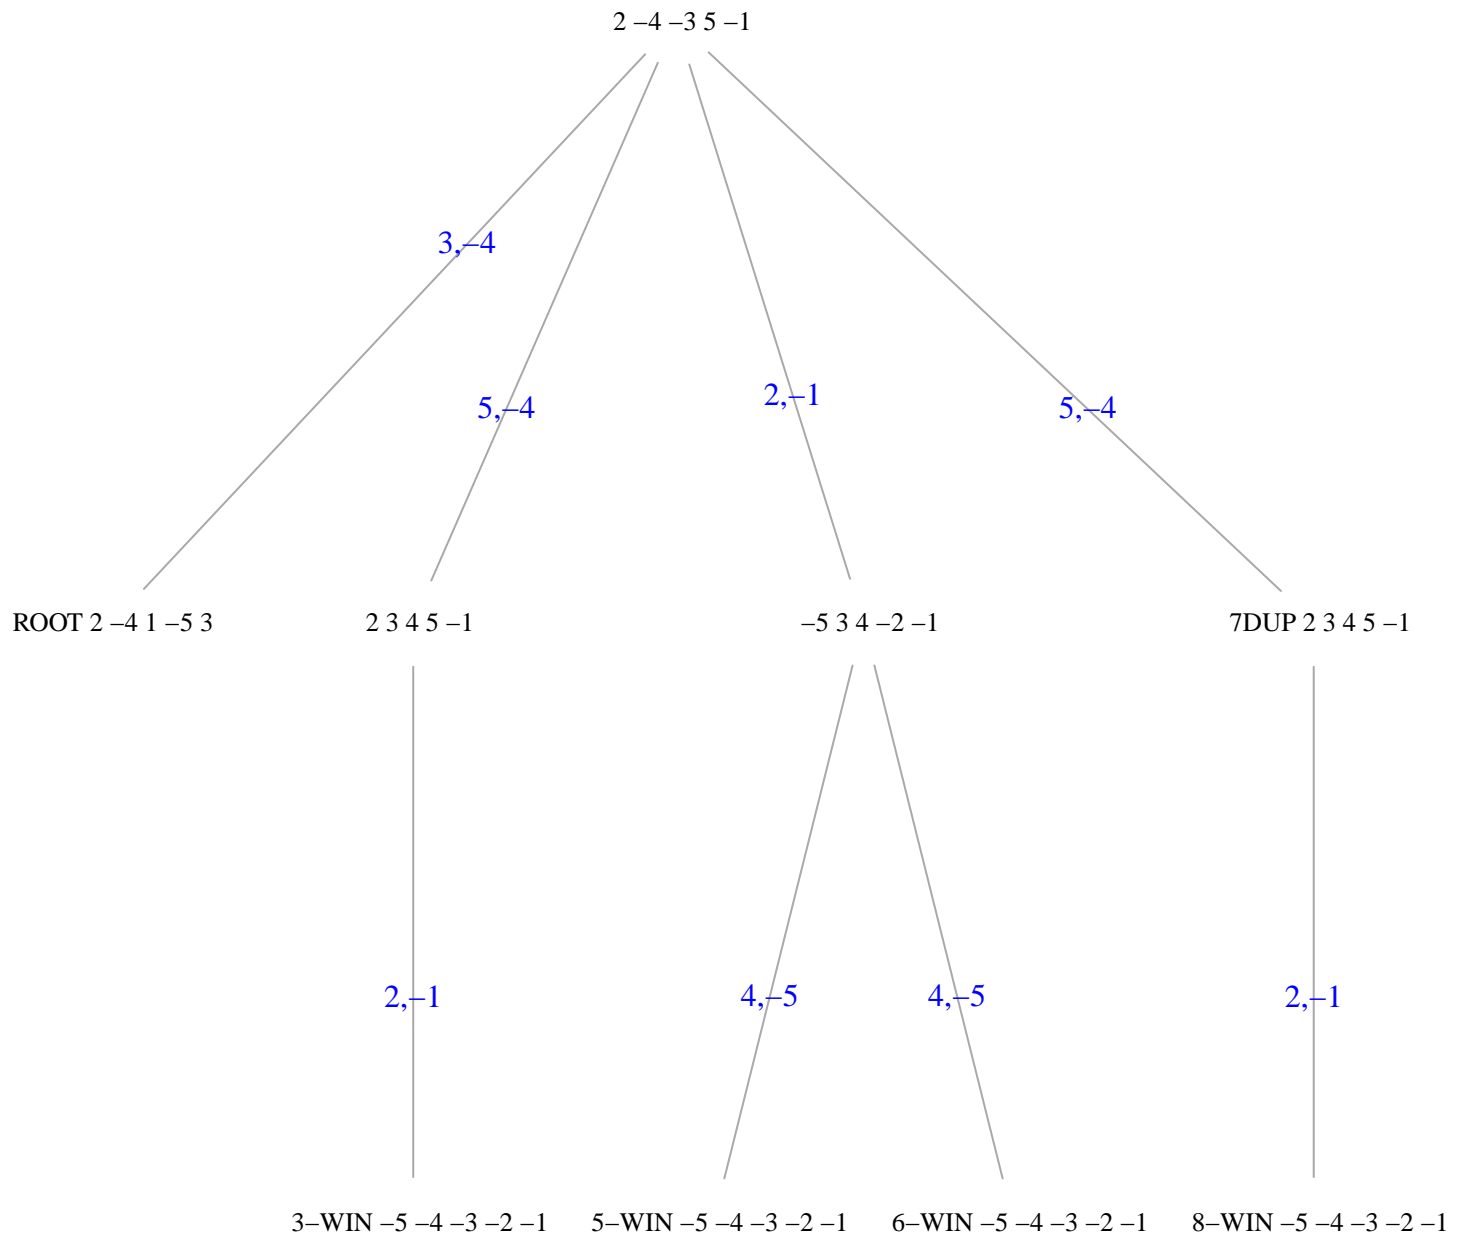 2 –4 –3 5 –1
3,–4
5,–4
2,–1
5,–4
ROOT 2 –4 1 –5 3
2 3 4 5 –1
–5 3 4 –2 –1
7DUP 2 3 4 5 –1
2,–1
4,–5
4,–5
2,–1
3–WIN –5 –4 –3 –2 –1
5–WIN –5 –4 –3 –2 –1
6–WIN –5 –4 –3 –2 –1
8–WIN –5 –4 –3 –2 –1